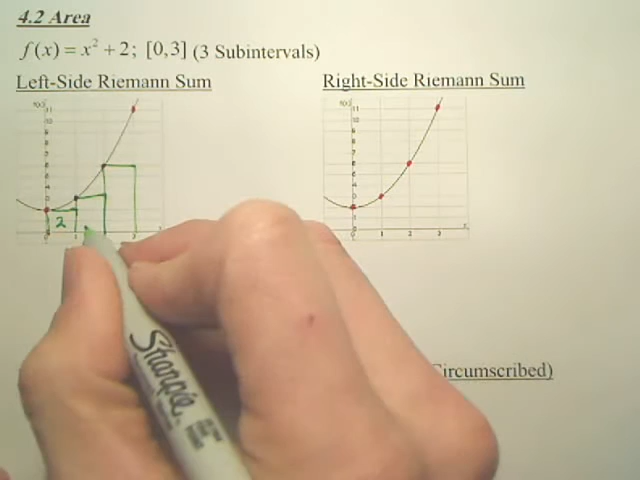 4.2 Area
f(x) = x² + 2; [0,3] (3 Subintervals)
Left-Side Riemann Sum
Right-Side Riemann Sum
2
Circumscribed)
Sharpie